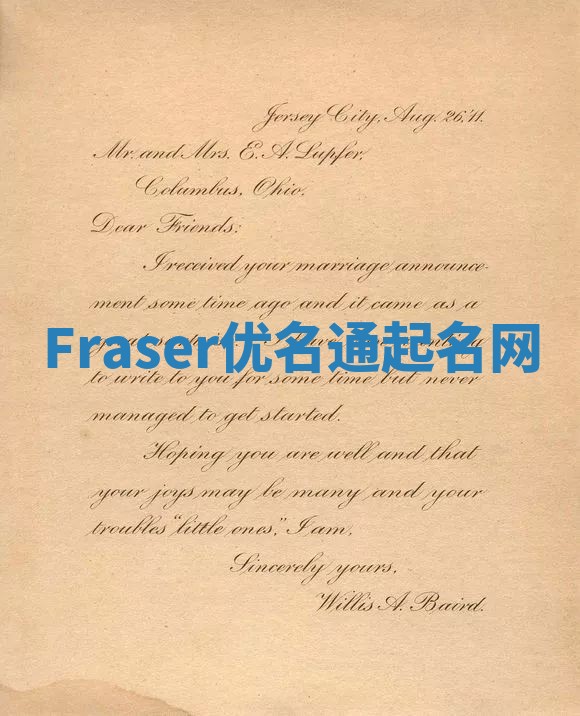 Jersey City, Aug. 26,'11.
Mr. and Mrs. E. A. Lupfer,
Columbus, Ohio.
Dear Friends:
I received your marriage announce-
ment some time ago and it came as a
Fraser优名通起名网
to write to you for some time but never
managed to get started.
Hoping you are well and that
your joys may be many and your
troubles "little ones," I am,
Sincerely yours,
Willis A. Baird.